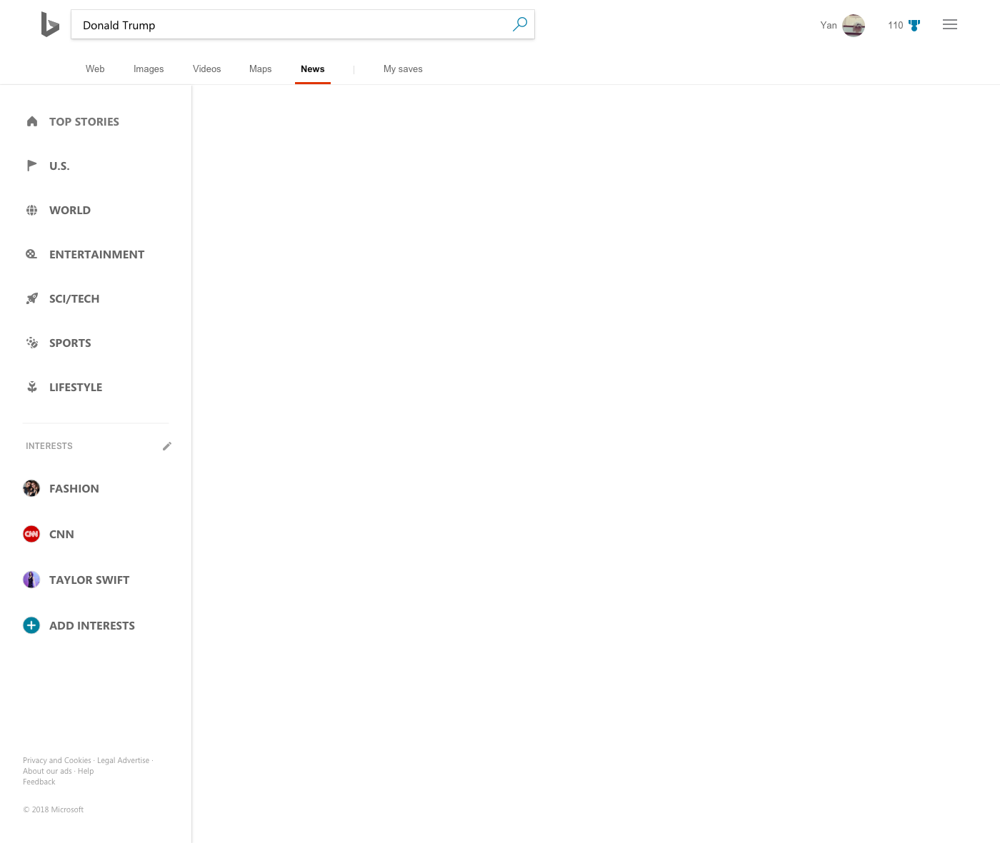 Donald Trump
Yan
110
Web
Images
Videos
Maps
News
My saves
TOP STORIES
U.S.
WORLD
ENTERTAINMENT
SCI/TECH
SPORTS
LIFESTYLE
INTERESTS
FASHION
CNN
CNN
TAYLOR SWIFT
ADD INTERESTS
Privacy and Cookies · Legal Advertise ·
About our ads · Help
Feedback
© 2018 Microsoft